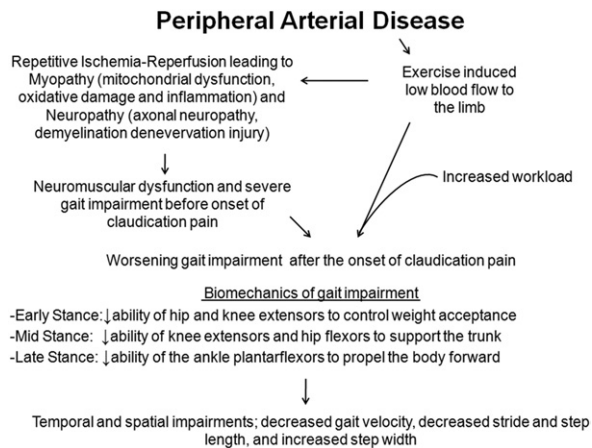 Peripheral Arterial Disease
Repetitive Ischemia-Reperfusion leading to
Myopathy (mitochondrial dysfunction,
oxidative damage and inflammation) and
Neuropathy (axonal neuropathy,
demyelination denevervation injury)
Exercise induced
low blood flow to
the limb
Neuromuscular dysfunction and severe
gait impairment before onset of
claudication pain
Increased workload
Worsening gait impairment after the onset of claudication pain
Biomechanics of gait impairment
-Early Stance:↓ability of hip and knee extensors to control weight acceptance
-Mid Stance: ↓ability of knee extensors and hip flexors to support the trunk
-Late Stance:↓ability of the ankle plantarflexors to propel the body forward
Temporal and spatial impairments; decreased gait velocity, decreased stride and step
length, and increased step width